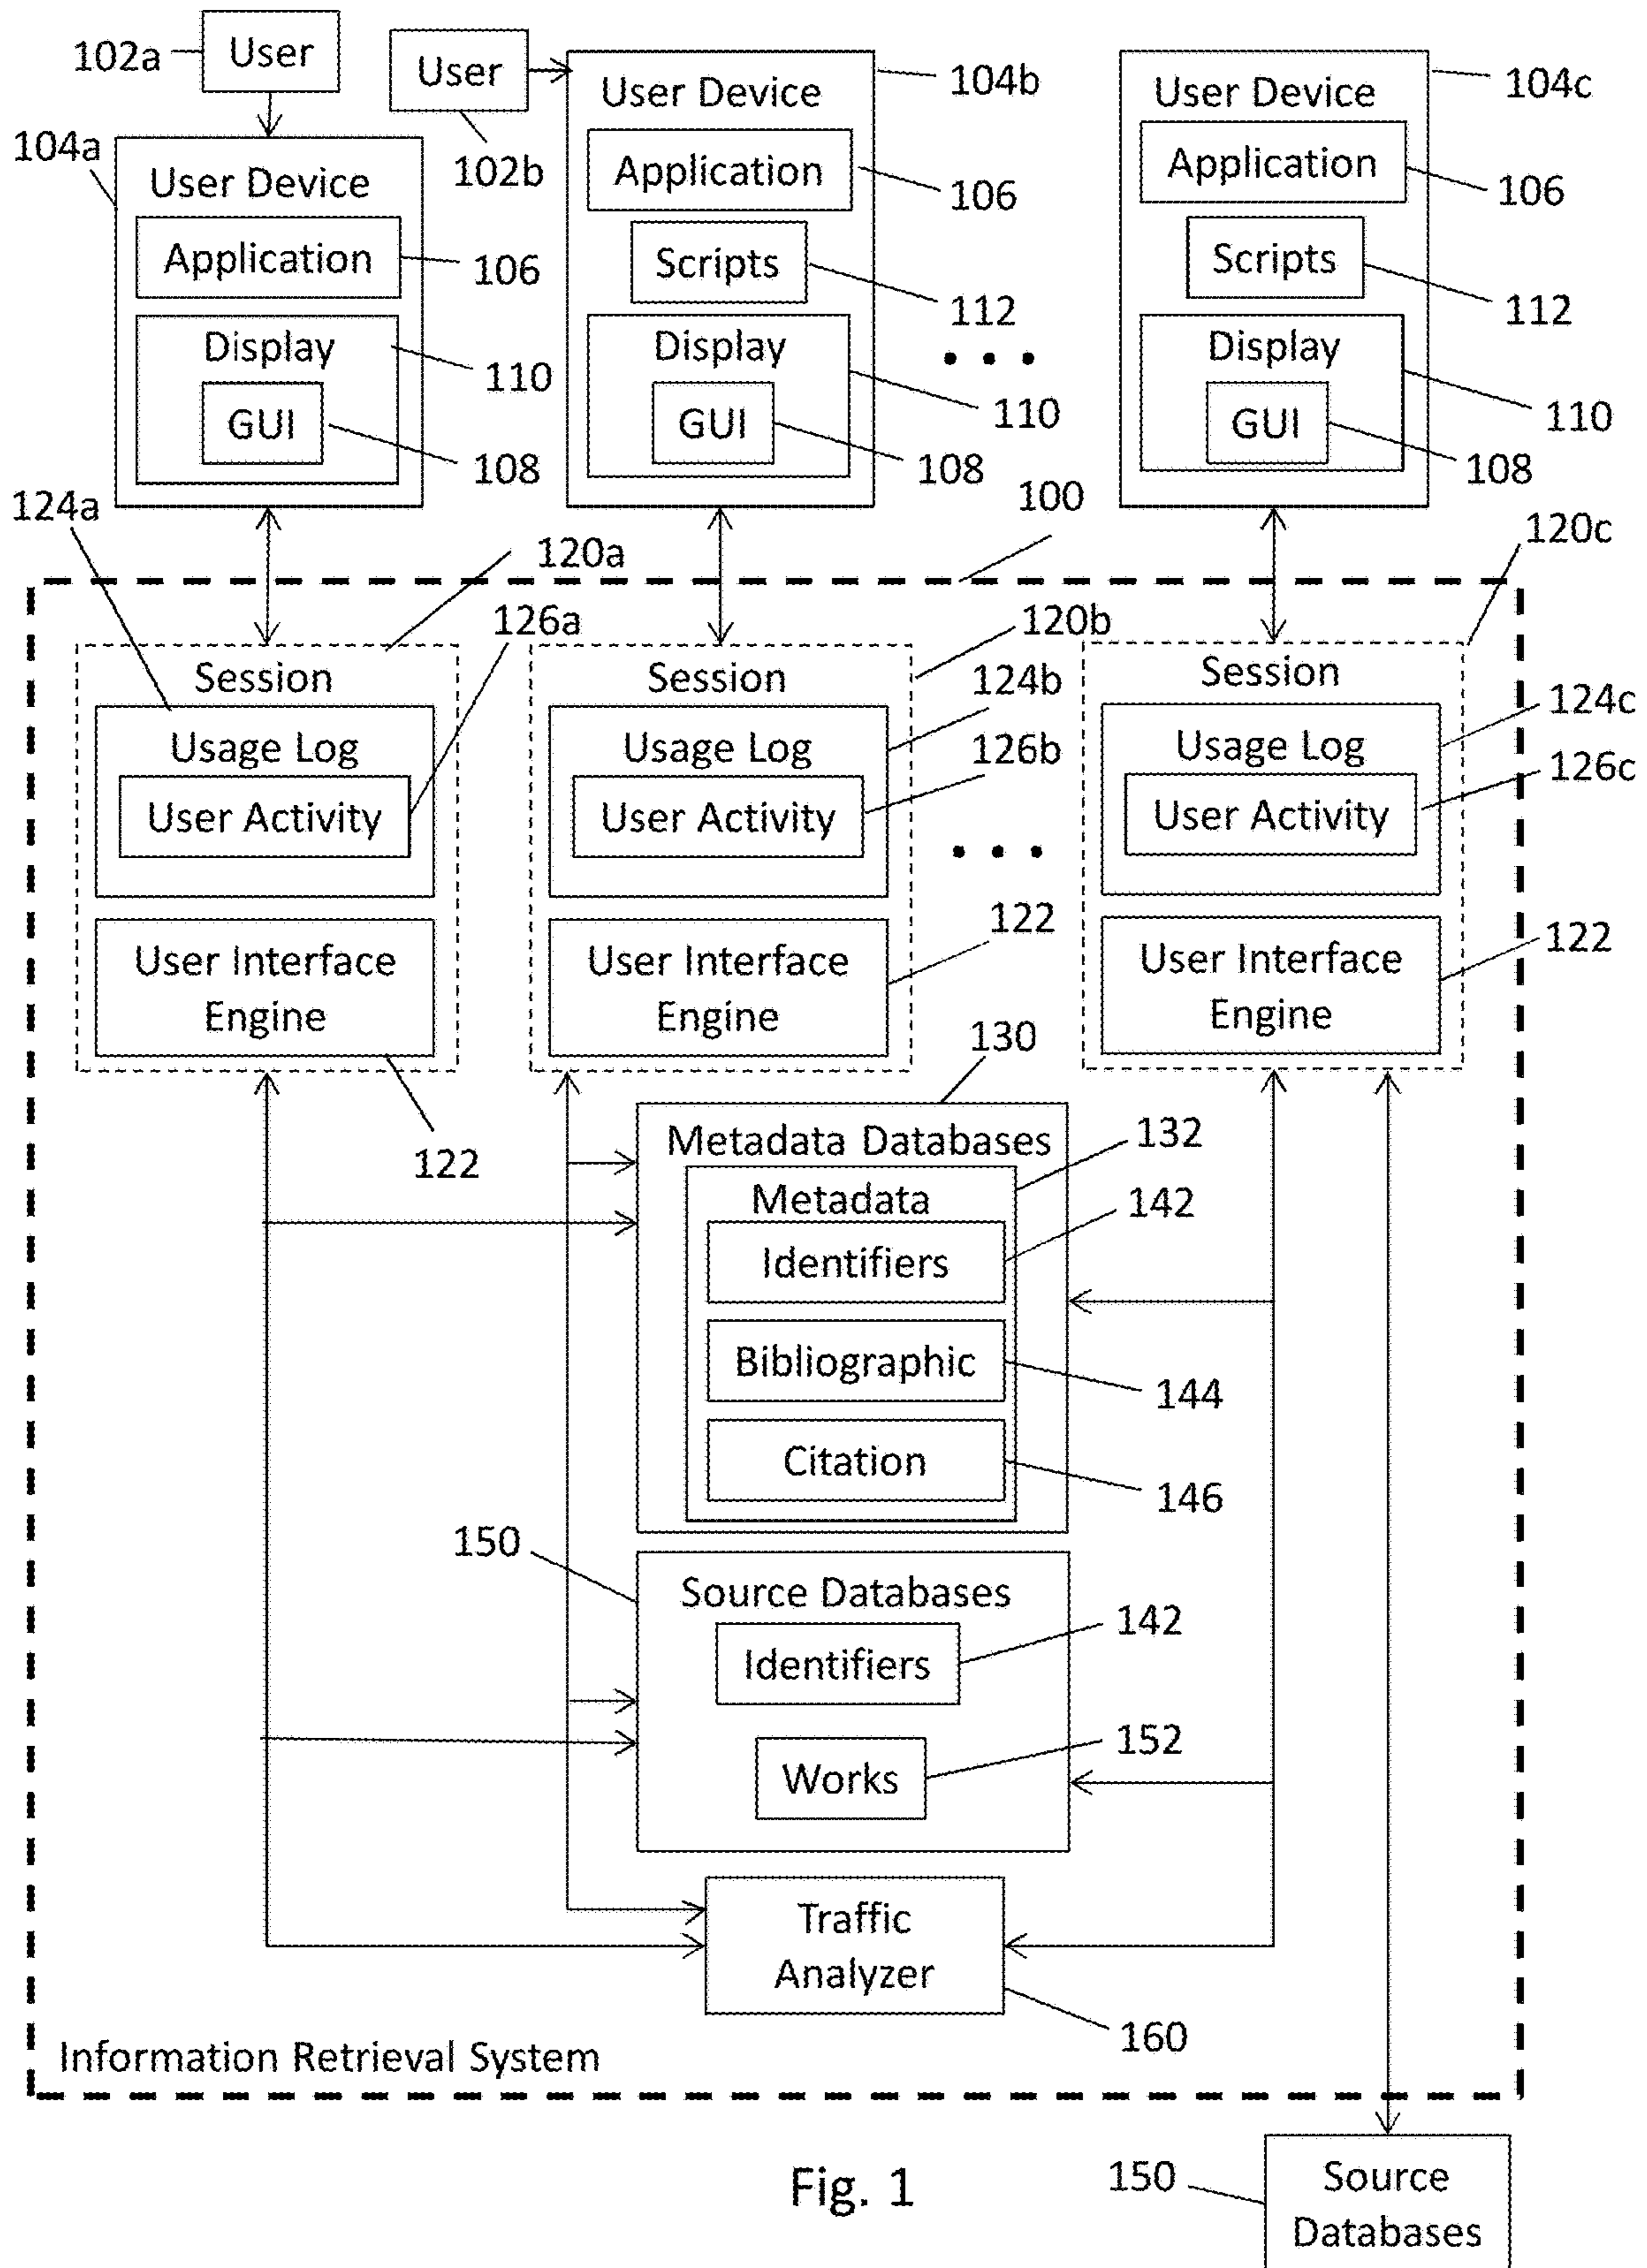 102a
User
User
102b
104a
User Device
Application
106
Display
110
GUI
108
104b
User Device
Application
106
Scripts
112
Display
110
GUI
108
104c
User Device
Application
106
Scripts
112
Display
110
GUI
108
100
124a
120a
126a
Session
Usage Log
User Activity
User Interface
Engine
122
120b
Session
124b
Usage Log
126b
User Activity
122
User Interface
Engine
120c
Session
124c
Usage Log
126c
User Activity
122
User Interface
Engine
130
Metadata Databases
132
Metadata
142
Identifiers
Bibliographic
144
Citation
146
150
Source Databases
142
Identifiers
152
Works
Traffic
Analyzer
160
Information Retrieval System
150
Source
Databases
Fig. 1